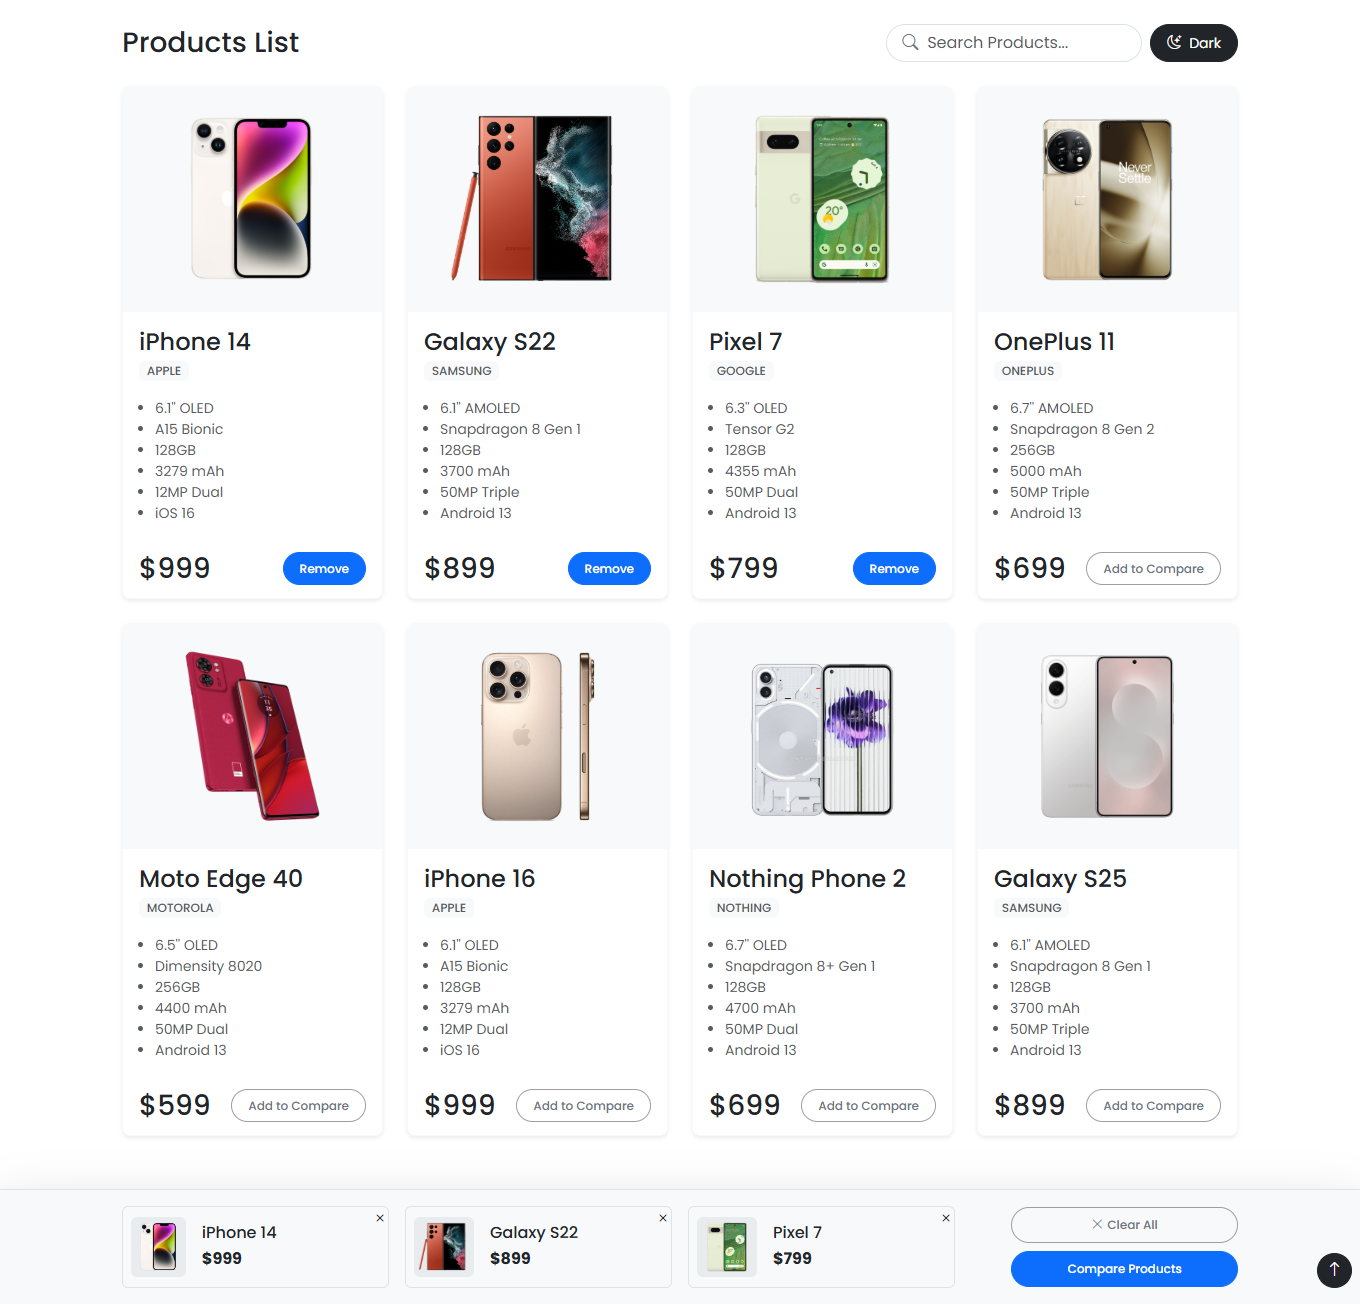 Products List
Search Products...
Dark
Never
Settle
20°
iPhone 14
APPLE
6.1" OLED
A15 Bionic
128GB
3279 mAh
12MP Dual
iOS 16
$999
Remove
Galaxy S22
SAMSUNG
6.1" AMOLED
Snapdragon 8 Gen 1
128GB
3700 mAh
50MP Triple
Android 13
$899
Remove
Pixel 7
GOOGLE
6.3" OLED
Tensor G2
128GB
4355 mAh
50MP Dual
Android 13
$799
Remove
OnePlus 11
ONEPLUS
6.7" AMOLED
Snapdragon 8 Gen 2
256GB
5000 mAh
50MP Triple
Android 13
$699
Add to Compare
Moto Edge 40
MOTOROLA
6.5" OLED
Dimensity 8020
256GB
4400 mAh
50MP Dual
Android 13
$599
Add to Compare
iPhone 16
APPLE
6.1" OLED
A15 Bionic
128GB
3279 mAh
12MP Dual
iOS 16
$999
Add to Compare
Nothing Phone 2
NOTHING
6.7" OLED
Snapdragon 8+ Gen 1
128GB
4700 mAh
50MP Dual
Android 13
$699
Add to Compare
Galaxy S25
SAMSUNG
6.1" AMOLED
Snapdragon 8 Gen 1
128GB
3700 mAh
50MP Triple
Android 13
$899
Add to Compare
iPhone 14
$999
Galaxy S22
$899
Pixel 7
$799
Clear All
Compare Products